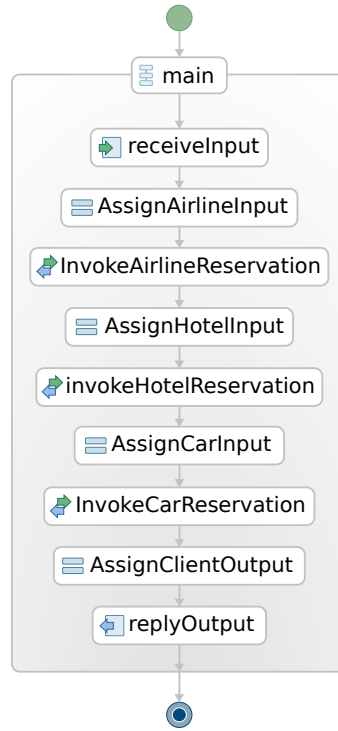 main
receiveInput
AssignAirlineInput
InvokeAirlineReservation
AssignHotelInput
invokeHotelReservation
AssignCarInput
InvokeCarReservation
AssignClientOutput
replyOutput